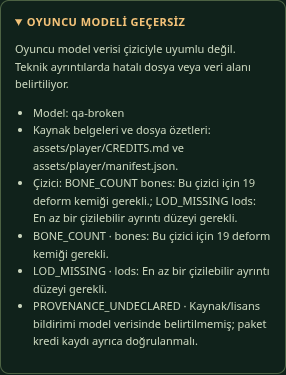 ▼ OYUNCU MODELİ GEÇERSİZ
Oyuncu model verisi çiziciyle uyumlu değil.
Teknik ayrıntılarda hatalı dosya veya veri alanı
belirtiliyor.
• Model: qa-broken
• Kaynak belgeleri ve dosya özetleri:
assets/player/CREDITS.md ve
assets/player/manifest.json.
• Çizici: BONE_COUNT bones: Bu çizici için 19
deform kemiği gerekli.; LOD_MISSING lods:
En az bir çizilebilir ayrıntı düzeyi gerekli.
• BONE_COUNT · bones: Bu çizici için 19 deform
kemiği gerekli.
• LOD_MISSING · lods: En az bir çizilebilir ayrıntı
düzeyi gerekli.
• PROVENANCE_UNDECLARED · Kaynak/lisans
bildirimi model verisinde belirtilmemiş; paket
kredi kaydı ayrıca doğrulanmalı.